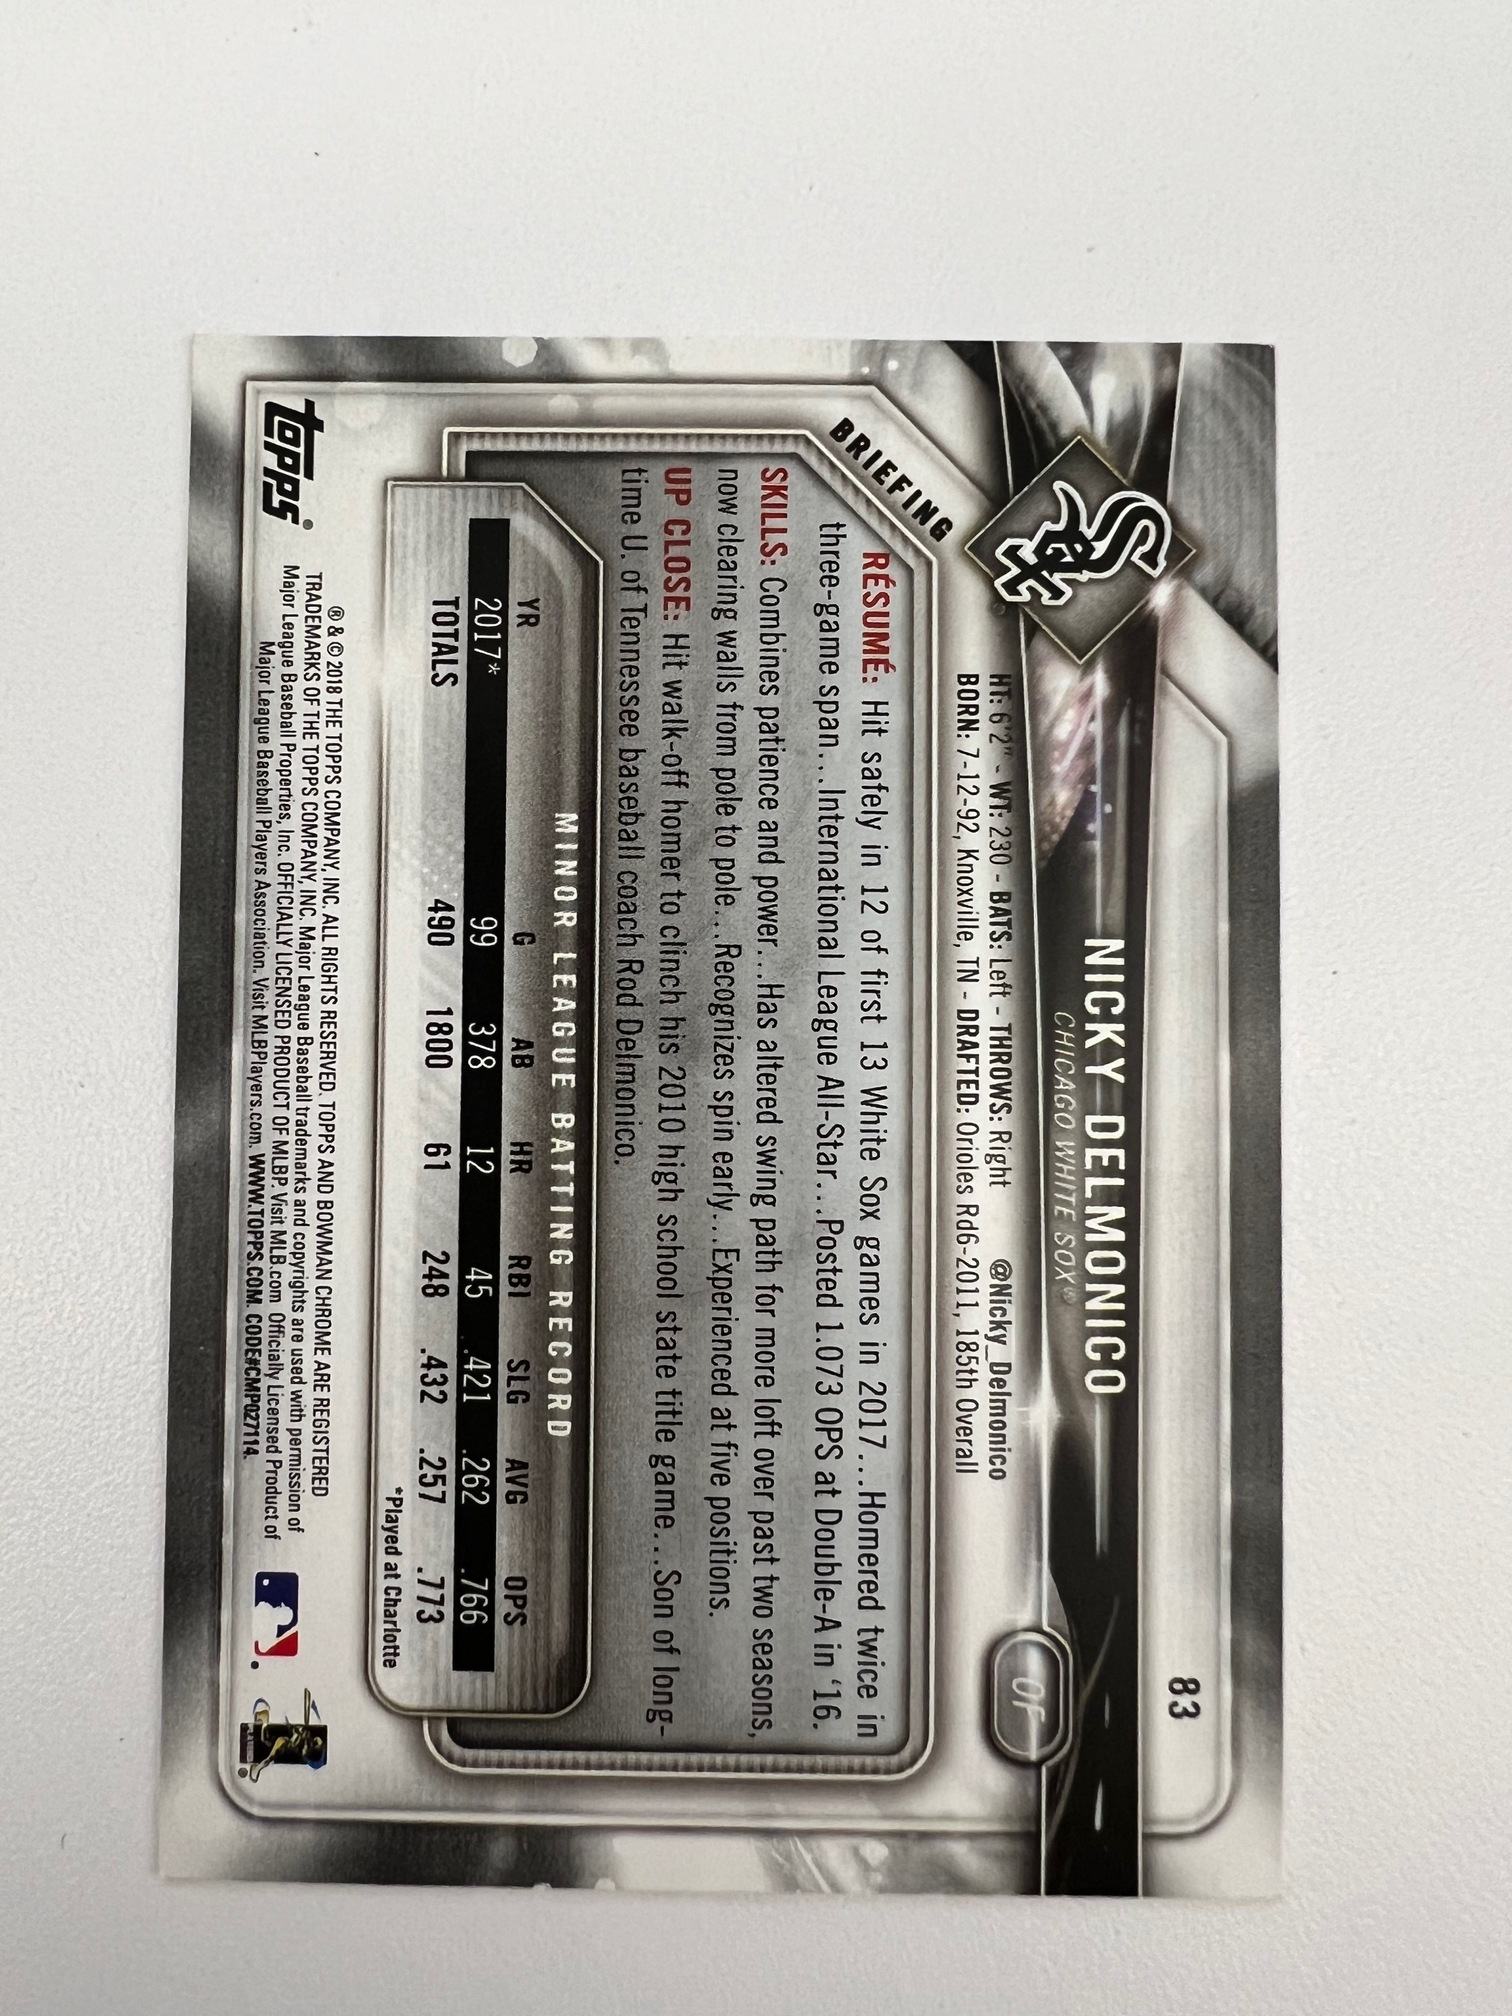 83
NICKY DELMONICO
CHICAGO WHITE SOX®
OF
Sox
HT: 6'2" - WT: 230 - BATS: Left - THROWS: Right @Nicky_Delmonico
BORN: 7-12-92, Knoxville, TN - DRAFTED: Orioles Rd6-2011, 185th Overall
BRIEFING
RÉSUMÉ: Hit safely in 12 of first 13 White Sox games in 2017...Homered twice in
three-game span...International League All-Star...Posted 1.073 OPS at Double-A in '16.
SKILLS: Combines patience and power...Has altered swing path for more loft over past two seasons,
now clearing walls from pole to pole...Recognizes spin early...Experienced at five positions.
UP CLOSE: Hit walk-off homer to clinch his 2010 high school state title game...Son of long-
time U. of Tennessee baseball coach Rod Delmonico.
MINOR LEAGUE BATTING RECORD
YR G AB HR RBI SLG AVG OPS
2017* 99 378 12 45 .421 .262 .766
TOTALS 490 1800 61 248 .432 .257 .773
*Played at Charlotte
topps®
® & © 2018 THE TOPPS COMPANY, INC. ALL RIGHTS RESERVED. TOPPS AND BOWMAN CHROME ARE REGISTERED
TRADEMARKS OF THE TOPPS COMPANY, INC. Major League Baseball trademarks and copyrights are used with permission of
Major League Baseball Properties, Inc. OFFICIALLY LICENSED PRODUCT OF MLBP. Visit MLB.com Officially Licensed Product of
Major League Baseball Players Association. Visit MLBPlayers.com. WWW.TOPPS.COM. CODE#CMP027114.